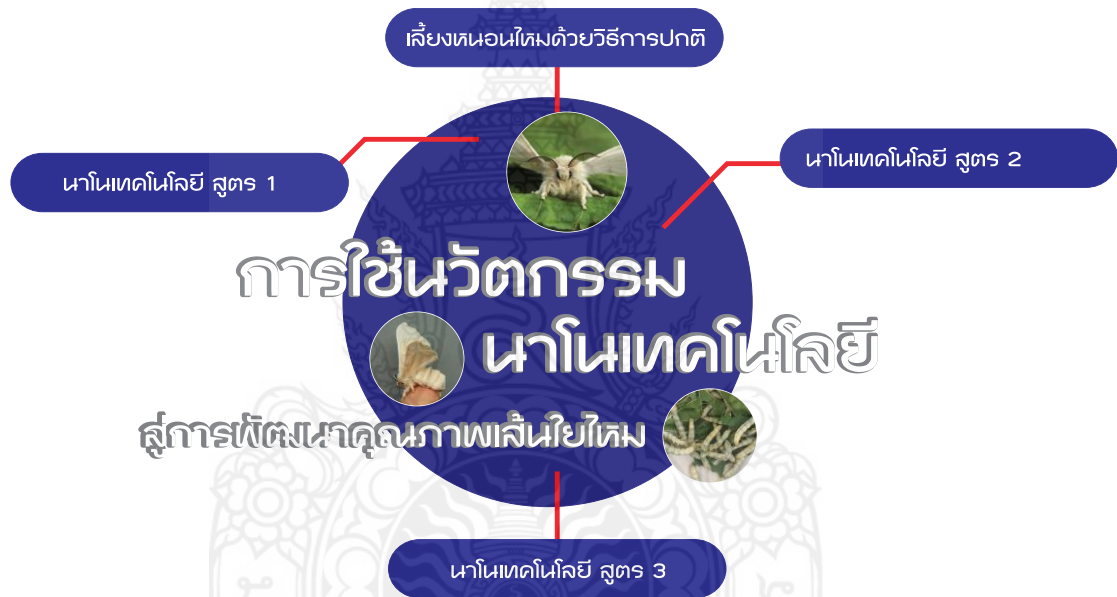 เลี้ยงหนอนไหมด้วยวิธีการปกติ
นาโนเทคโนโลยี สูตร 1
นาโนเทคโนโลยี สูตร 2
การใช้นวัตกรรม
นาโนเทคโนโลยี
สู่การพัฒนาคุณภาพเส้นใยไหม
นาโนเทคโนโลยี สูตร 3